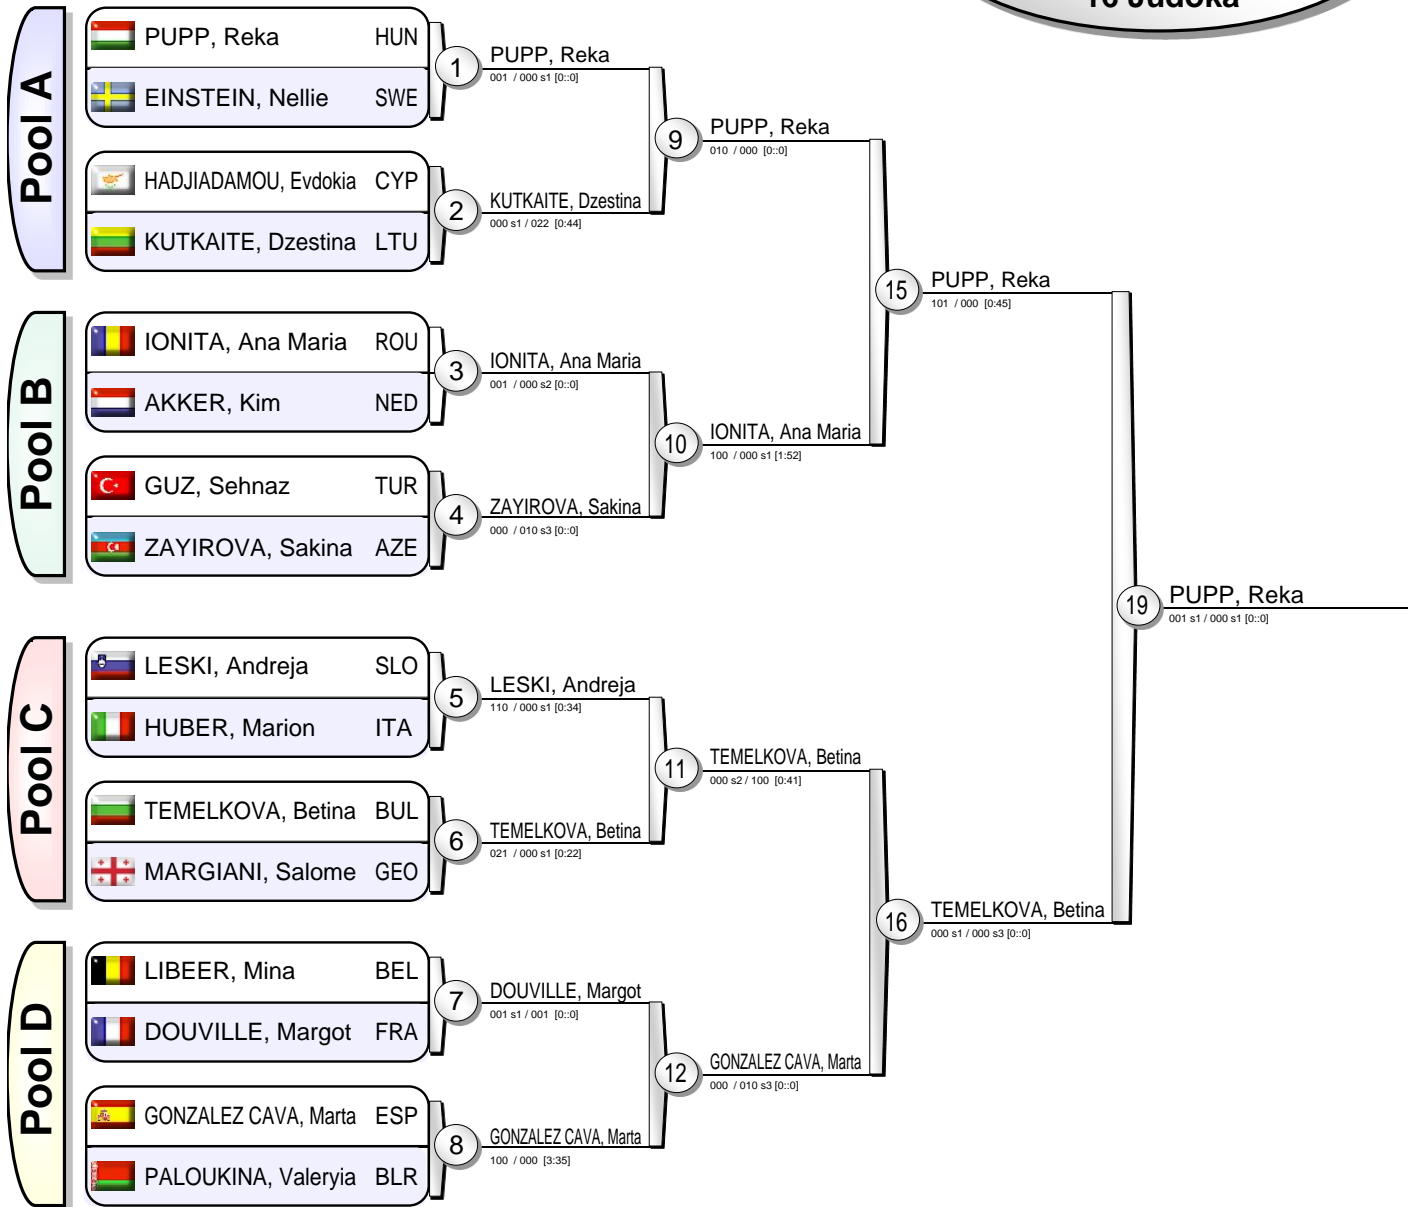 16 Judoka
Pool A
PUPP, Reka HUN
EINSTEIN, Nellie SWE
HADJIADAMOU, Evdokia CYP
KUTKAITE, Dzestina LTU
Pool B
IONITA, Ana Maria ROU
AKKER, Kim NED
GUZ, Sehnaz TUR
ZAYIROVA, Sakina AZE
Pool C
LESKI, Andreja SLO
HUBER, Marion ITA
TEMELKOVA, Betina BUL
MARGIANI, Salome GEO
Pool D
LIBEER, Mina BEL
DOUVILLE, Margot FRA
GONZALEZ CAVA, Marta ESP
PALOUKINA, Valeryia BLR
1 PUPP, Reka
001 / 000 s1 [0::0]
2 KUTKAITE, Dzestina
000 s1 / 022 [0:44]
3 IONITA, Ana Maria
001 / 000 s2 [0::0]
4 ZAYIROVA, Sakina
000 / 010 s3 [0::0]
5 LESKI, Andreja
110 / 000 s1 [0:34]
6 TEMELKOVA, Betina
021 / 000 s1 [0:22]
7 DOUVILLE, Margot
001 s1 / 001 [0::0]
8 GONZALEZ CAVA, Marta
100 / 000 [3:35]
9 PUPP, Reka
010 / 000 [0::0]
10 IONITA, Ana Maria
100 / 000 s1 [1:52]
11 TEMELKOVA, Betina
000 s2 / 100 [0:41]
12 GONZALEZ CAVA, Marta
000 / 010 s3 [0::0]
15 PUPP, Reka
101 / 000 [0:45]
16 TEMELKOVA, Betina
000 s1 / 000 s3 [0::0]
19 PUPP, Reka
001 s1 / 000 s1 [0::0]